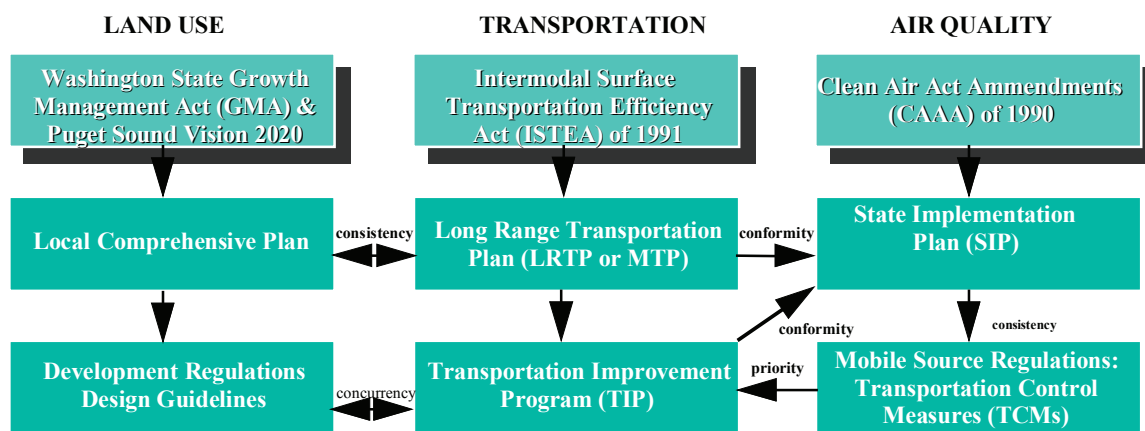 LAND USE
TRANSPORTATION
AIR QUALITY
Washington State Growth
Management Act (GMA) &
Puget Sound Vision 2020
Intermodal Surface
Transportation Efficiency
Act (ISTEA) of 1991
Clean Air Act Ammendments
(CAAA) of 1990
Local Comprehensive Plan
consistency
Long Range Transportation
Plan (LRTP or MTP)
conformity
State Implementation
Plan (SIP)
conformity
consistency
Development Regulations
Design Guidelines
concurrency
Transportation Improvement
Program (TIP)
priority
Mobile Source Regulations:
Transportation Control
Measures (TCMs)